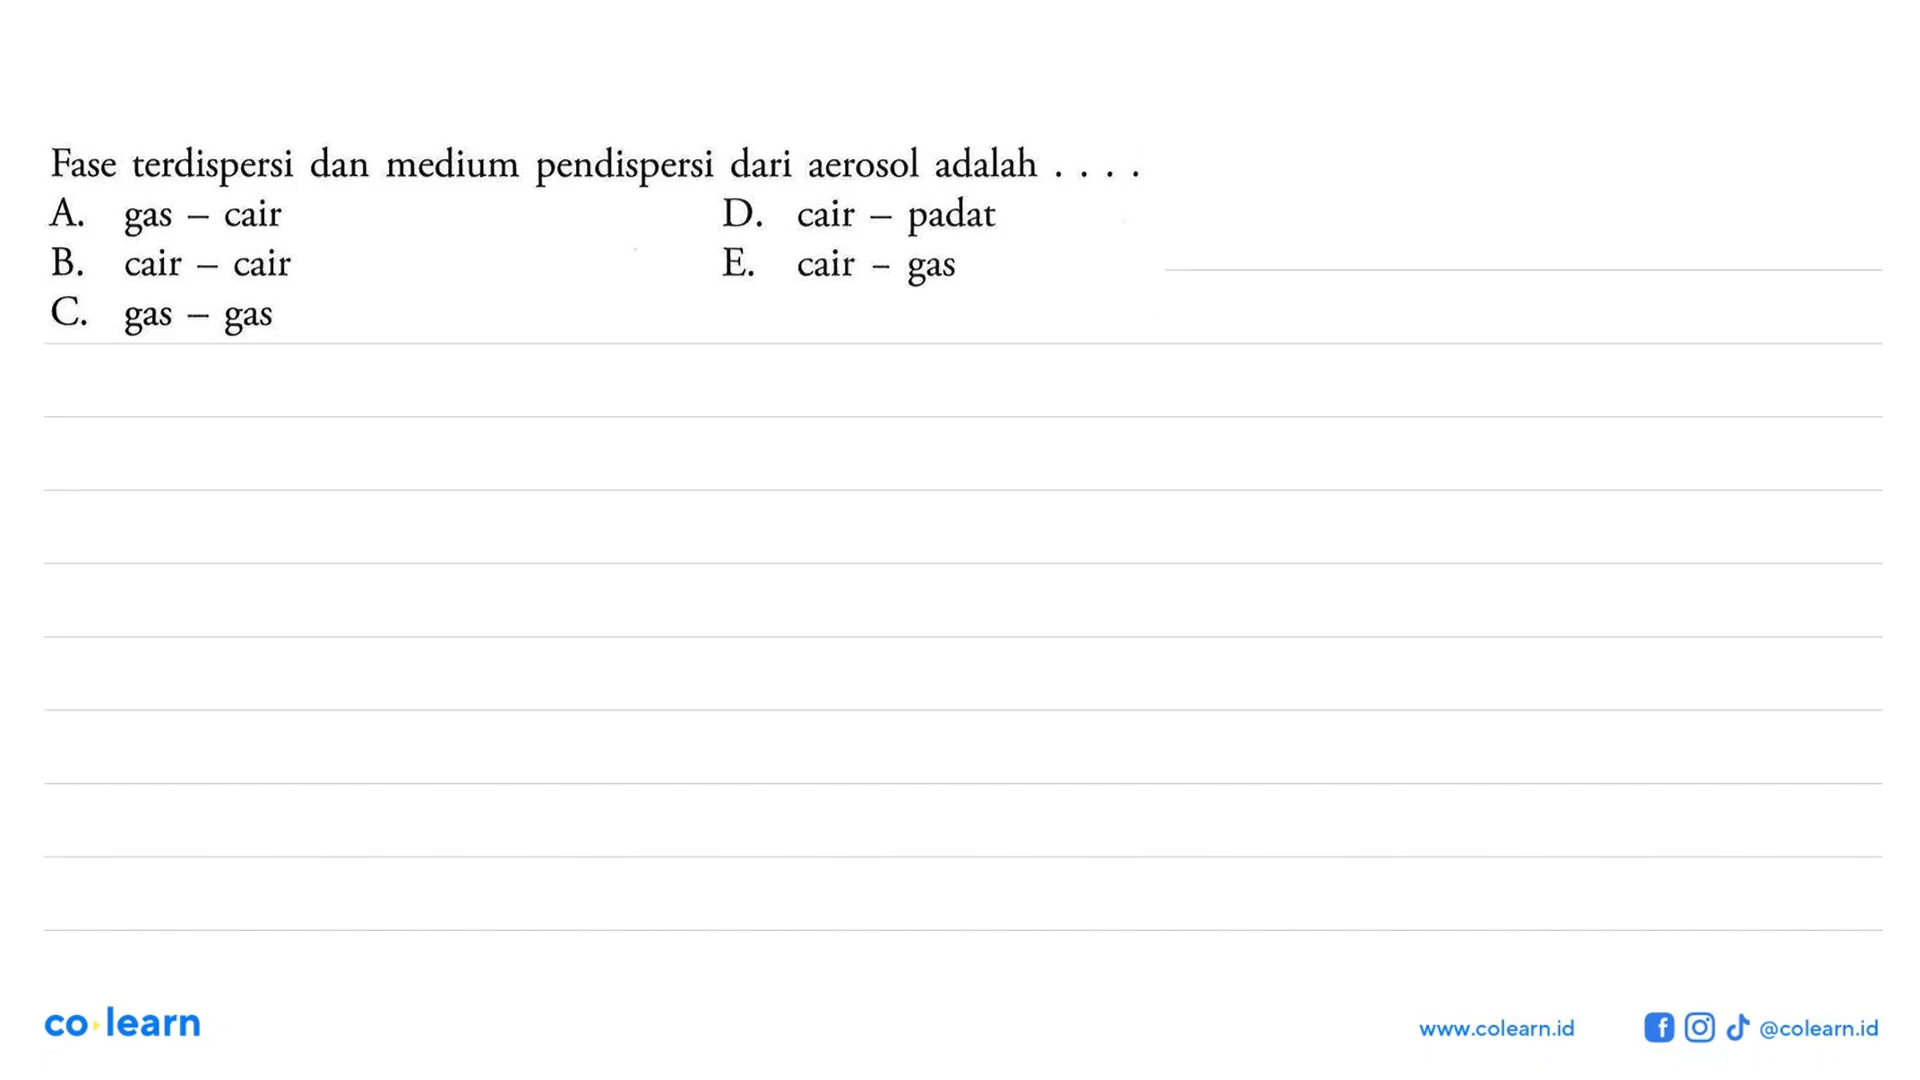 Fase terdispersi dan medium pendispersi dari aerosol adalah . . . .
A. gas – cair
B. cair – cair
C. gas – gas
D. cair – padat
E. cair – gas
co learn
www.colearn.id
@colearn.id